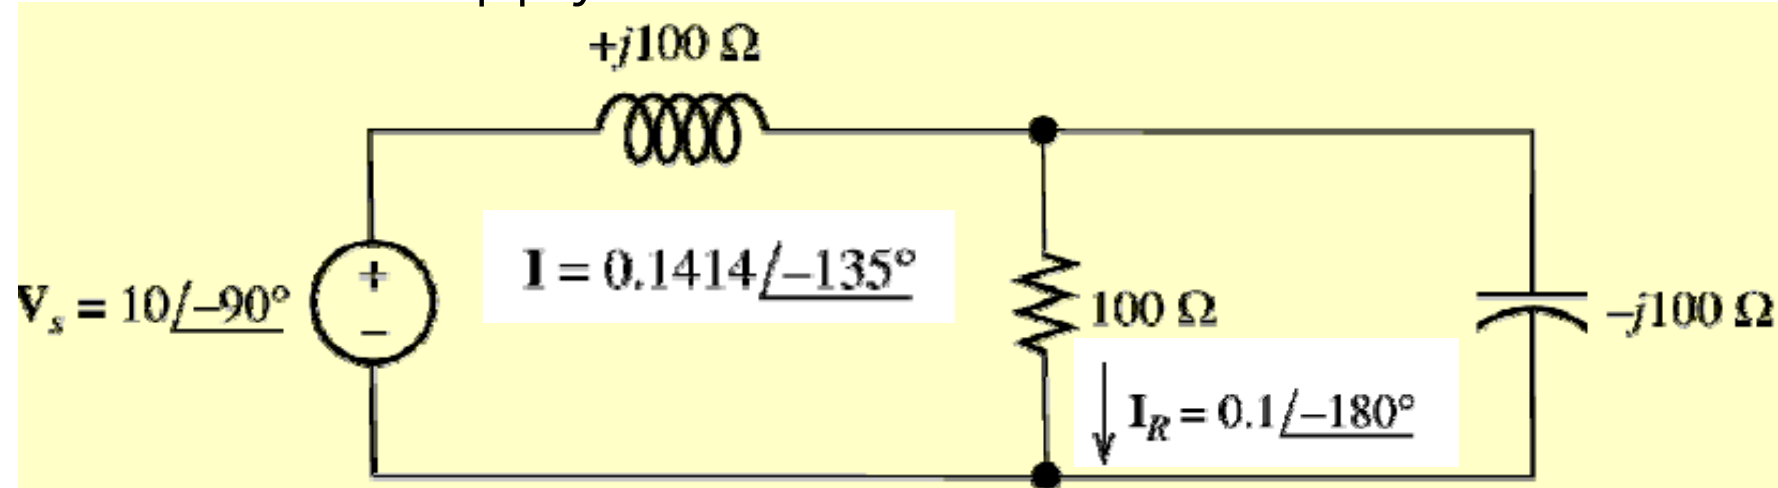 +j100 Ω
I = 0.1414/–135°
+
–
V_s = 10/–90°
100 Ω
–j100 Ω
I_R = 0.1/–180°